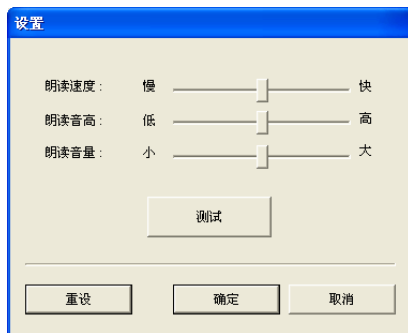 设置
朗读速度： 慢 快
朗读音高： 低 高
朗读音量： 小 大
测试
重设 确定 取消